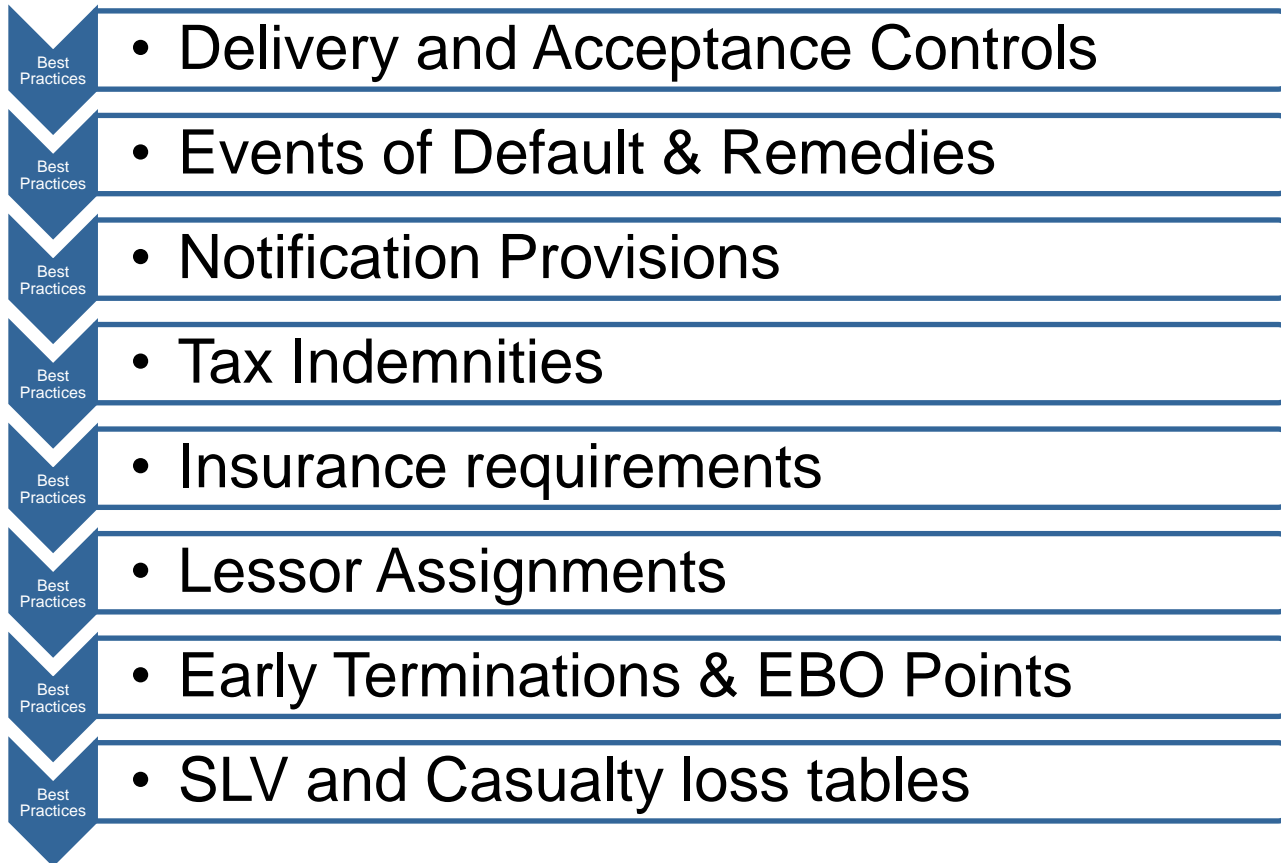 Best
Practices
• Delivery and Acceptance Controls
Best
Practices
• Events of Default & Remedies
Best
Practices
• Notification Provisions
Best
Practices
• Tax Indemnities
Best
Practices
• Insurance requirements
Best
Practices
• Lessor Assignments
Best
Practices
• Early Terminations & EBO Points
Best
Practices
• SLV and Casualty loss tables